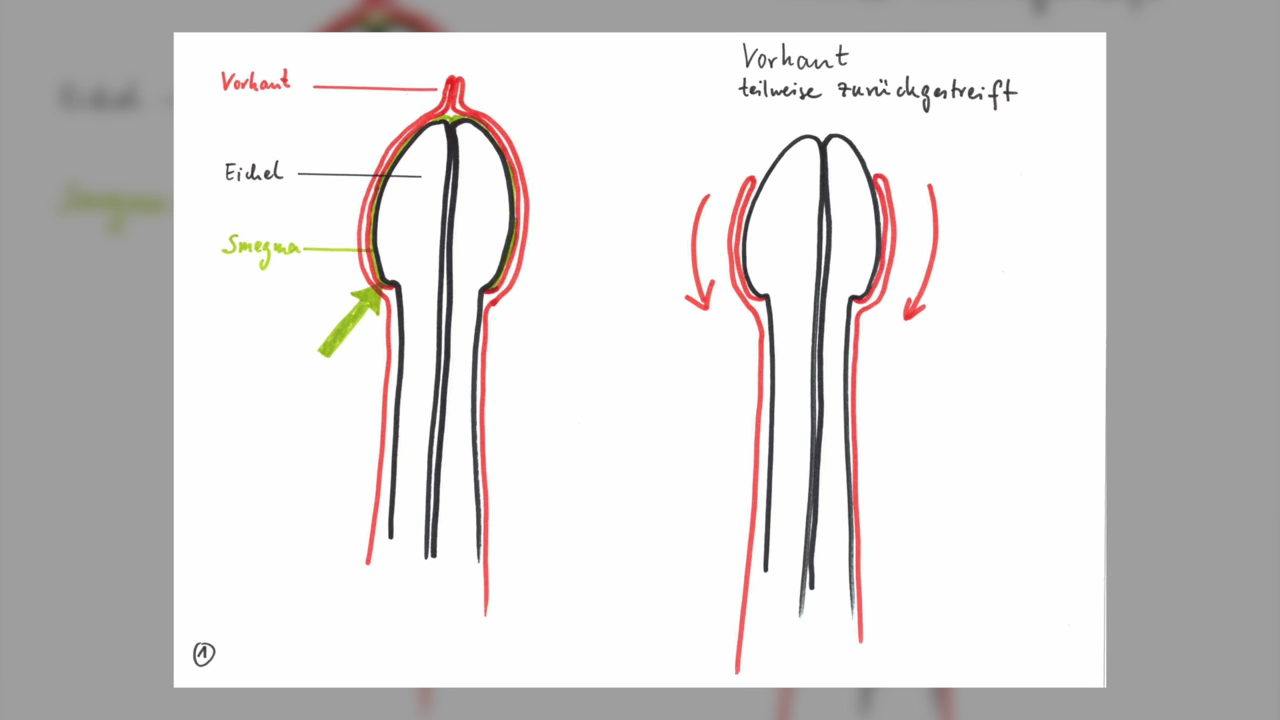 Vorhaut
Eichel
Smegma
Vorhaut
teilweise zurückgestreift
1